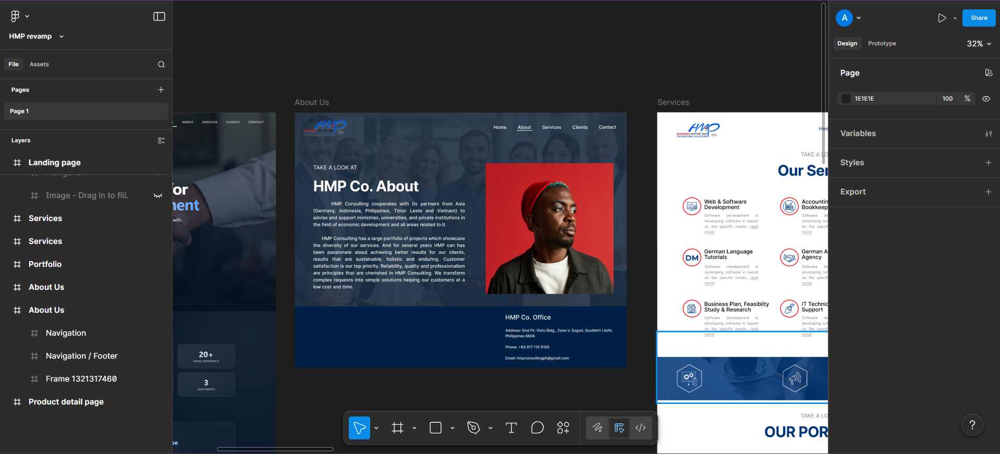 HMP revamp
File
Assets
Pages
Page 1
Layers
Landing page
Image - Drag in to fill.
Services
Services
Portfolio
About Us
About Us
Navigation
Navigation / Footer
Frame 1321317460
Product detail page
ABOUT
SERVICES
CLIENTS
CONTACT
or
ent
with
20+
YEARS EXPERIENCE
3
CONTINENTS
pe
About Us
HMP
BUSINESS SUPPORT AND
ENGINEERING SOLUTIONS
CO.
Home
About
Services
Clients
Contact
TAKE A LOOK AT
HMP Co. About
HMP Consulting cooperates with its partners from Asia
(Germany, Indonesia, Philippines, Timor Leste and Vietnam) to
advise and support ministries, universities, and private institutions in
the field of economic development and all areas related to it.
HMP Consulting has a large portfolio of projects which showcase
the diversity of our services. And for several years HMP can has
been passionate about achieving better results for our clients,
results that are sustainable, holistic and enduring. Customer
satisfaction is our top priority. Reliability, quality and professionalism
are principles that are cherished in HMP Consulting. We transform
complex requests into simple solutions helping our customers at a
low cost and time.
HMP Co. Office
Address: Gnd Flr. Visto Bldg., Zone V, Sogod, Southern Leyte,
Philippines 6606
Phone: +63 917 115 9105
Email: hmpconsultingph@gmail.com
Services
HMP
BUSINESS SUPPORT AND
ENGINEERING SOLUTIONS
CO.
Hom
TAKE A LO
Our Ser
Web & Software
Development
Software development is
developing software in based
on the specific needs... read
more!
Accountin
Bookkeep
Software de
developing sof
on the specific
more!
DM
German Language
Tutorials
Software development is
developing software in based
on the specific needs... read
more!
German A
Agency
Software de
developing sof
on the specific
more!
Business Plan, Feasibilty
Study & Research
Software development is
developing software in based
on the specific needs... read
more!
IT Technic
Support
Software de
developing sof
on the specific
more!
TAKE A LO
OUR POR
A
Share
Design
Prototype
32%
Page
1E1E1E
100
%
Variables
Styles
Export
?